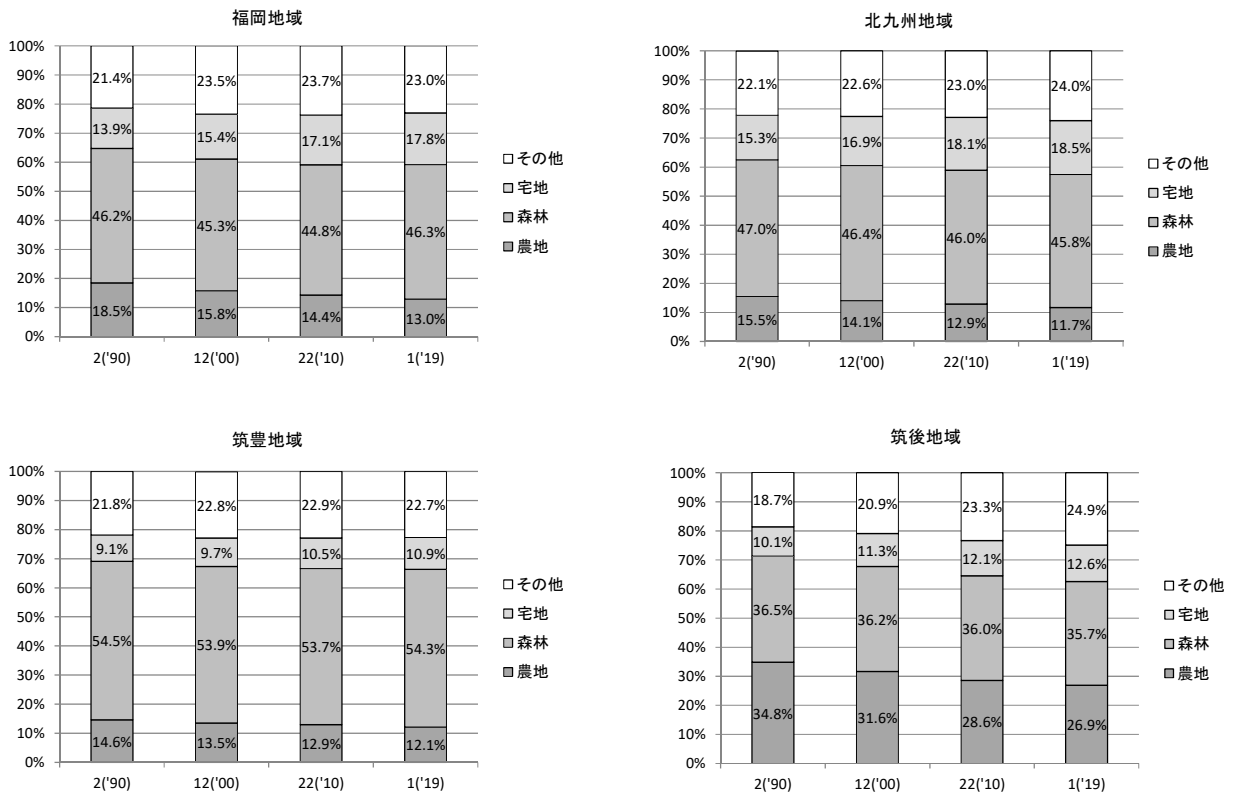 福岡地域
100%
90%
80%
70%
60%
50%
40%
30%
20%
10%
0%
21.4% 23.5% 23.7% 23.0%
13.9% 15.4% 17.1% 17.8%
46.2% 45.3% 44.8% 46.3%
18.5% 15.8% 14.4% 13.0%
2('90) 12('00) 22('10) 1('19)
その他
宅地
森林
農地
北九州地域
100%
90%
80%
70%
60%
50%
40%
30%
20%
10%
0%
22.1% 22.6% 23.0% 24.0%
15.3% 16.9% 18.1% 18.5%
47.0% 46.4% 46.0% 45.8%
15.5% 14.1% 12.9% 11.7%
2('90) 12('00) 22('10) 1('19)
その他
宅地
森林
農地
筑豊地域
100%
90%
80%
70%
60%
50%
40%
30%
20%
10%
0%
21.8% 22.8% 22.9% 22.7%
9.1% 9.7% 10.5% 10.9%
54.5% 53.9% 53.7% 54.3%
14.6% 13.5% 12.9% 12.1%
2('90) 12('00) 22('10) 1('19)
その他
宅地
森林
農地
筑後地域
100%
90%
80%
70%
60%
50%
40%
30%
20%
10%
0%
18.7% 20.9% 23.3% 24.9%
10.1% 11.3% 12.1% 12.6%
36.5% 36.2% 36.0% 35.7%
34.8% 31.6% 28.6% 26.9%
2('90) 12('00) 22('10) 1('19)
その他
宅地
森林
農地